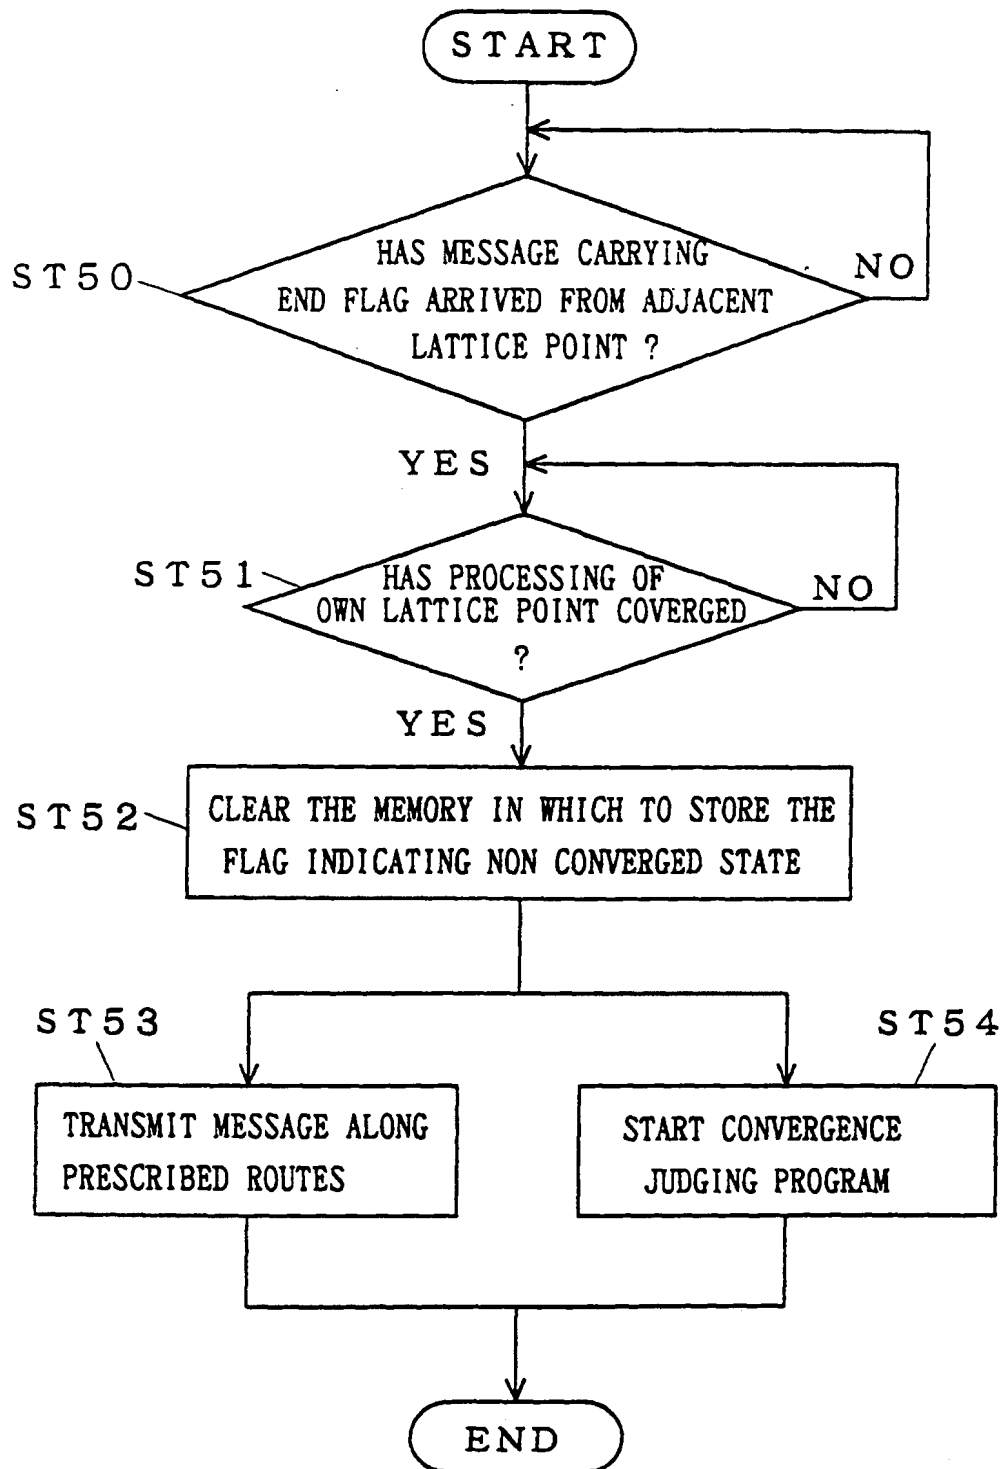 START
HAS MESSAGE CARRYING
END FLAG ARRIVED FROM ADJACENT
LATTICE POINT ?
ST50
NO
YES
ST51
HAS PROCESSING OF
OWN LATTICE POINT COVERGED
?
NO
YES
ST52
CLEAR THE MEMORY IN WHICH TO STORE THE
FLAG INDICATING NON CONVERGED STATE
ST53
ST54
TRANSMIT MESSAGE ALONG
PRESCRIBED ROUTES
START CONVERGENCE
JUDGING PROGRAM
END